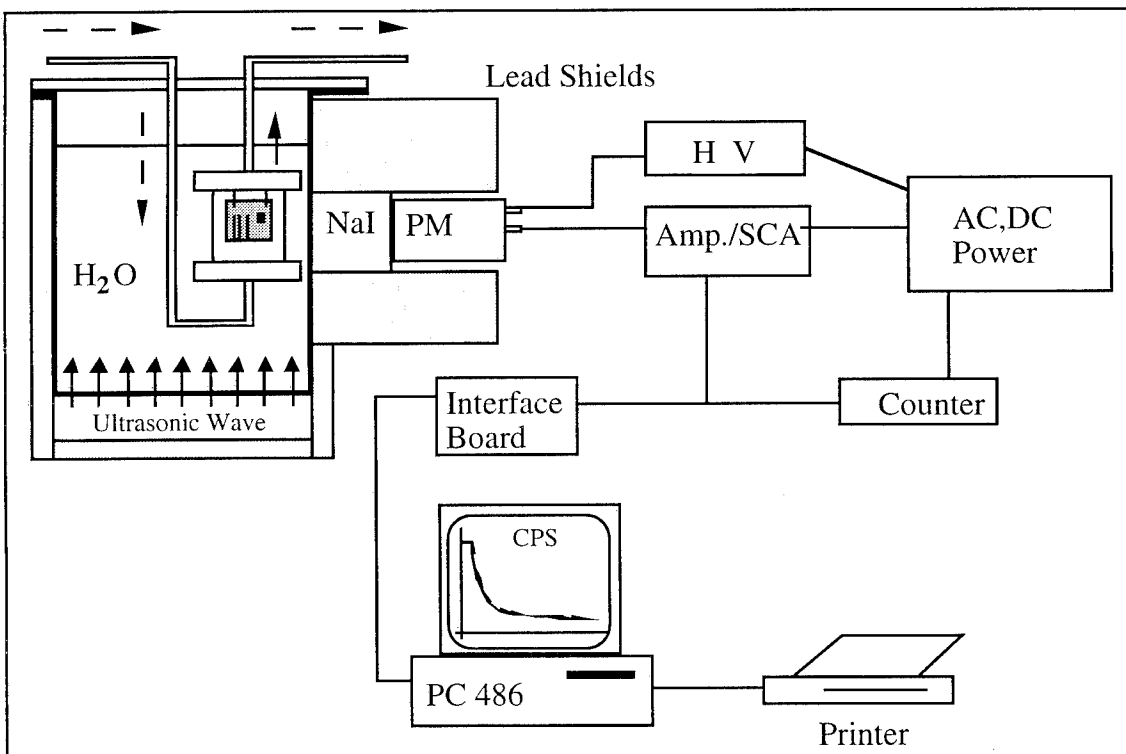 Lead Shields
H V
NaI
PM
Amp./SCA
AC,DC
Power
H2O
Ultrasonic Wave
Interface
Board
Counter
CPS
PC 486
Printer